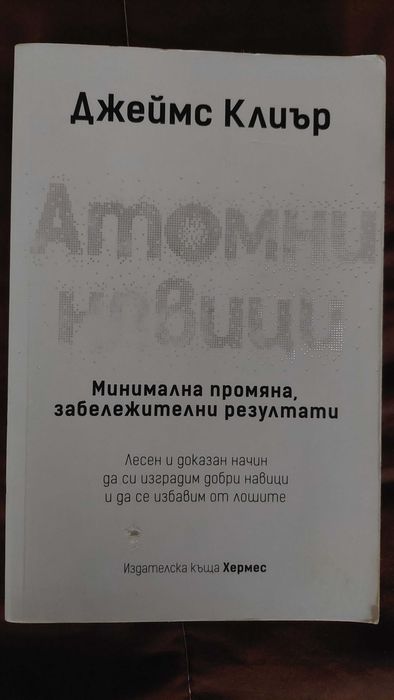 Джеймс Клиър
Атомни
навици
Минимална промяна,
забележителни резултати
Лесен и доказан начин
да си изградим добри навици
и да се избавим от лошите
Издателска къща Хермес